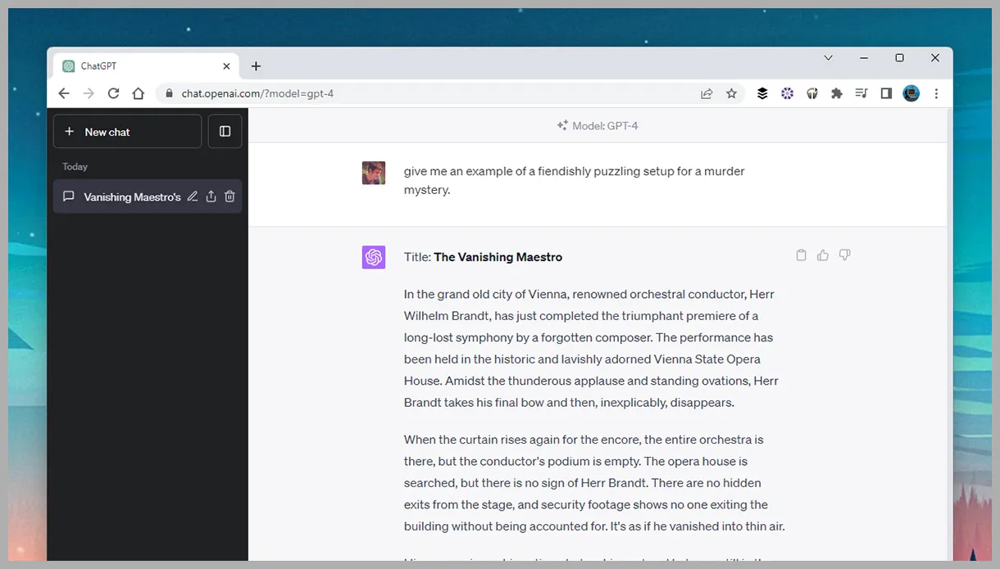 ChatGPT
chat.openai.com/?model=gpt-4
New chat
Model: GPT-4
Today
Vanishing Maestro's
give me an example of a fiendishly puzzling setup for a murder
mystery.
Title: The Vanishing Maestro
In the grand old city of Vienna, renowned orchestral conductor, Herr
Wilhelm Brandt, has just completed the triumphant premiere of a
long-lost symphony by a forgotten composer. The performance has
been held in the historic and lavishly adorned Vienna State Opera
House. Amidst the thunderous applause and standing ovations, Herr
Brandt takes his final bow and then, inexplicably, disappears.
When the curtain rises again for the encore, the entire orchestra is
there, but the conductor's podium is empty. The opera house is
searched, but there is no sign of Herr Brandt. There are no hidden
exits from the stage, and security footage shows no one exiting the
building without being accounted for. It's as if he vanished into thin air.